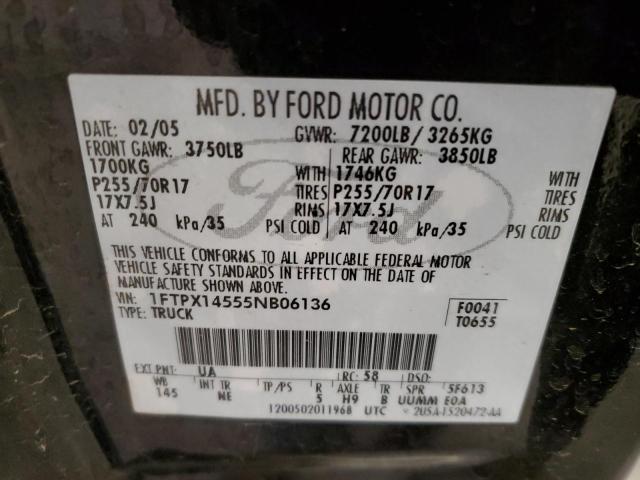 MFD. BY FORD MOTOR CO.
DATE: 02/05 GVWR: 7200LB/ 3265KG
FRONT GAWR: 3750LB REAR GAWR: 3850LB
1700KG WITH 1746KG WITH
P255/70R17 TIRES P255/70R17 TIRES
17X7.5J RIMS 17X7.5J RIMS
AT 240 kPa/35 PSI COLD AT 240 kPa/35 PSI COLD
Ford
THIS VEHICLE CONFORMS TO ALL APPLICABLE FEDERAL MOTOR
VEHICLE SAFETY STANDARDS IN EFFECT ON THE DATE OF
MANUFACTURE SHOWN ABOVE.
VIN: 1FTPX14555NB06136 F0041
TYPE: TRUCK T0655
EXT PNT: UA RC: 58 DSO:
WB INT TR TP/PS R AXLE TR SPR 5F613
145 NE 5 H9 B UUMM E0A
1200502011968 UTC 2U5A-1520472-AA